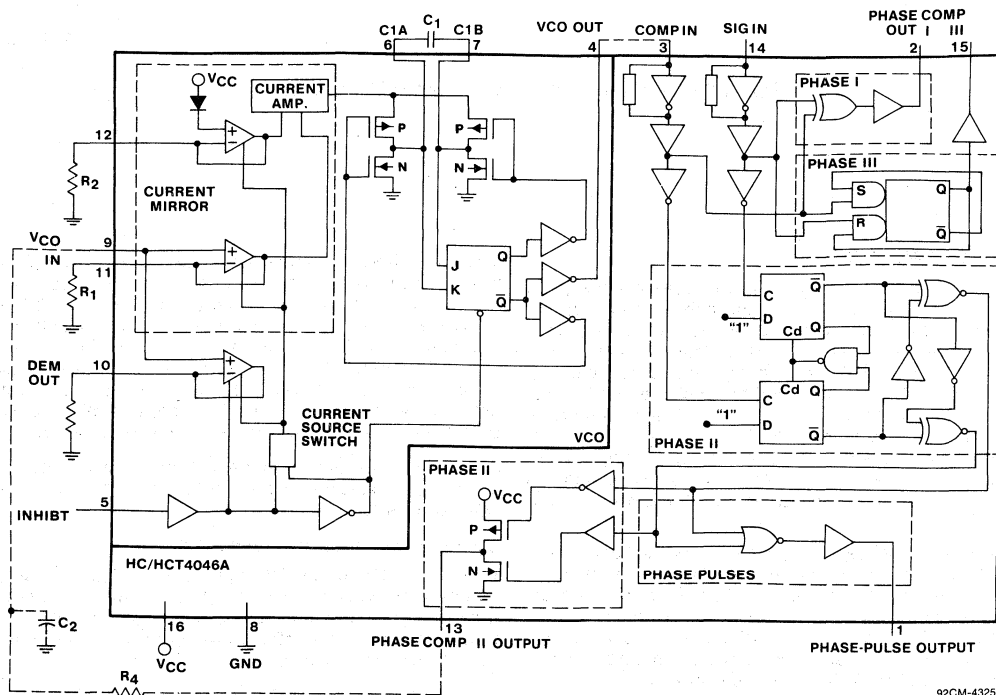 PHASE COMP
OUT I III
C1A C1 C1B
6 7
VCO OUT
4
COMP IN
3
SIG IN
14
2 15
VCC
CURRENT
AMP.
12
R2
CURRENT
MIRROR
VCO
IN
9
11
R1
DEM
OUT
10
CURRENT
SOURCE
SWITCH
INHIBT
5
P
N
P
N
J
K
Q
Q̅
VCO
PHASE I
PHASE III
S
R
Q
Q̅
C
D
"1"
Cd
Q̅
Q
Cd
C
D
"1"
Q
Q̅
PHASE II
PHASE II
VCC
P
N
PHASE PULSES
HC/HCT4046A
C2
16
VCC
8
GND
13
PHASE COMP II OUTPUT
1
PHASE-PULSE OUTPUT
R4
92CM-4325